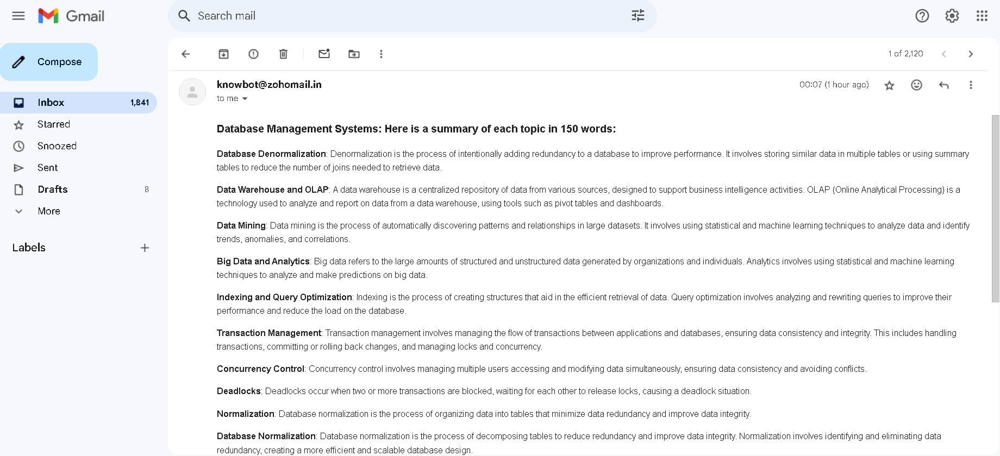 Gmail
Search mail
Compose
1 of 2,120
Inbox 1,841
Starred
Snoozed
Sent
Drafts 8
More
Labels
knowbot@zohomail.in
00:07 (1 hour ago)
to me
Database Management Systems: Here is a summary of each topic in 150 words:
Database Denormalization: Denormalization is the process of intentionally adding redundancy to a database to improve performance. It involves storing similar data in multiple tables or using summary
tables to reduce the number of joins needed to retrieve data.
Data Warehouse and OLAP: A data warehouse is a centralized repository of data from various sources, designed to support business intelligence activities. OLAP (Online Analytical Processing) is a
technology used to analyze and report on data from a data warehouse, using tools such as pivot tables and dashboards.
Data Mining: Data mining is the process of automatically discovering patterns and relationships in large datasets. It involves using statistical and machine learning techniques to analyze data and identify
trends, anomalies, and correlations.
Big Data and Analytics: Big data refers to the large amounts of structured and unstructured data generated by organizations and individuals. Analytics involves using statistical and machine learning
techniques to analyze and make predictions on big data.
Indexing and Query Optimization: Indexing is the process of creating structures that aid in the efficient retrieval of data. Query optimization involves analyzing and rewriting queries to improve their
performance and reduce the load on the database.
Transaction Management: Transaction management involves managing the flow of transactions between applications and databases, ensuring data consistency and integrity. This includes handling
transactions, committing or rolling back changes, and managing locks and concurrency.
Concurrency Control: Concurrency control involves managing multiple users accessing and modifying data simultaneously, ensuring data consistency and avoiding conflicts.
Deadlocks: Deadlocks occur when two or more transactions are blocked, waiting for each other to release locks, causing a deadlock situation.
Normalization: Database normalization is the process of organizing data into tables that minimize data redundancy and improve data integrity.
Database Normalization: Database normalization is the process of decomposing tables to reduce redundancy and improve data integrity. Normalization involves identifying and eliminating data
redundancy, creating a more efficient and scalable database design.